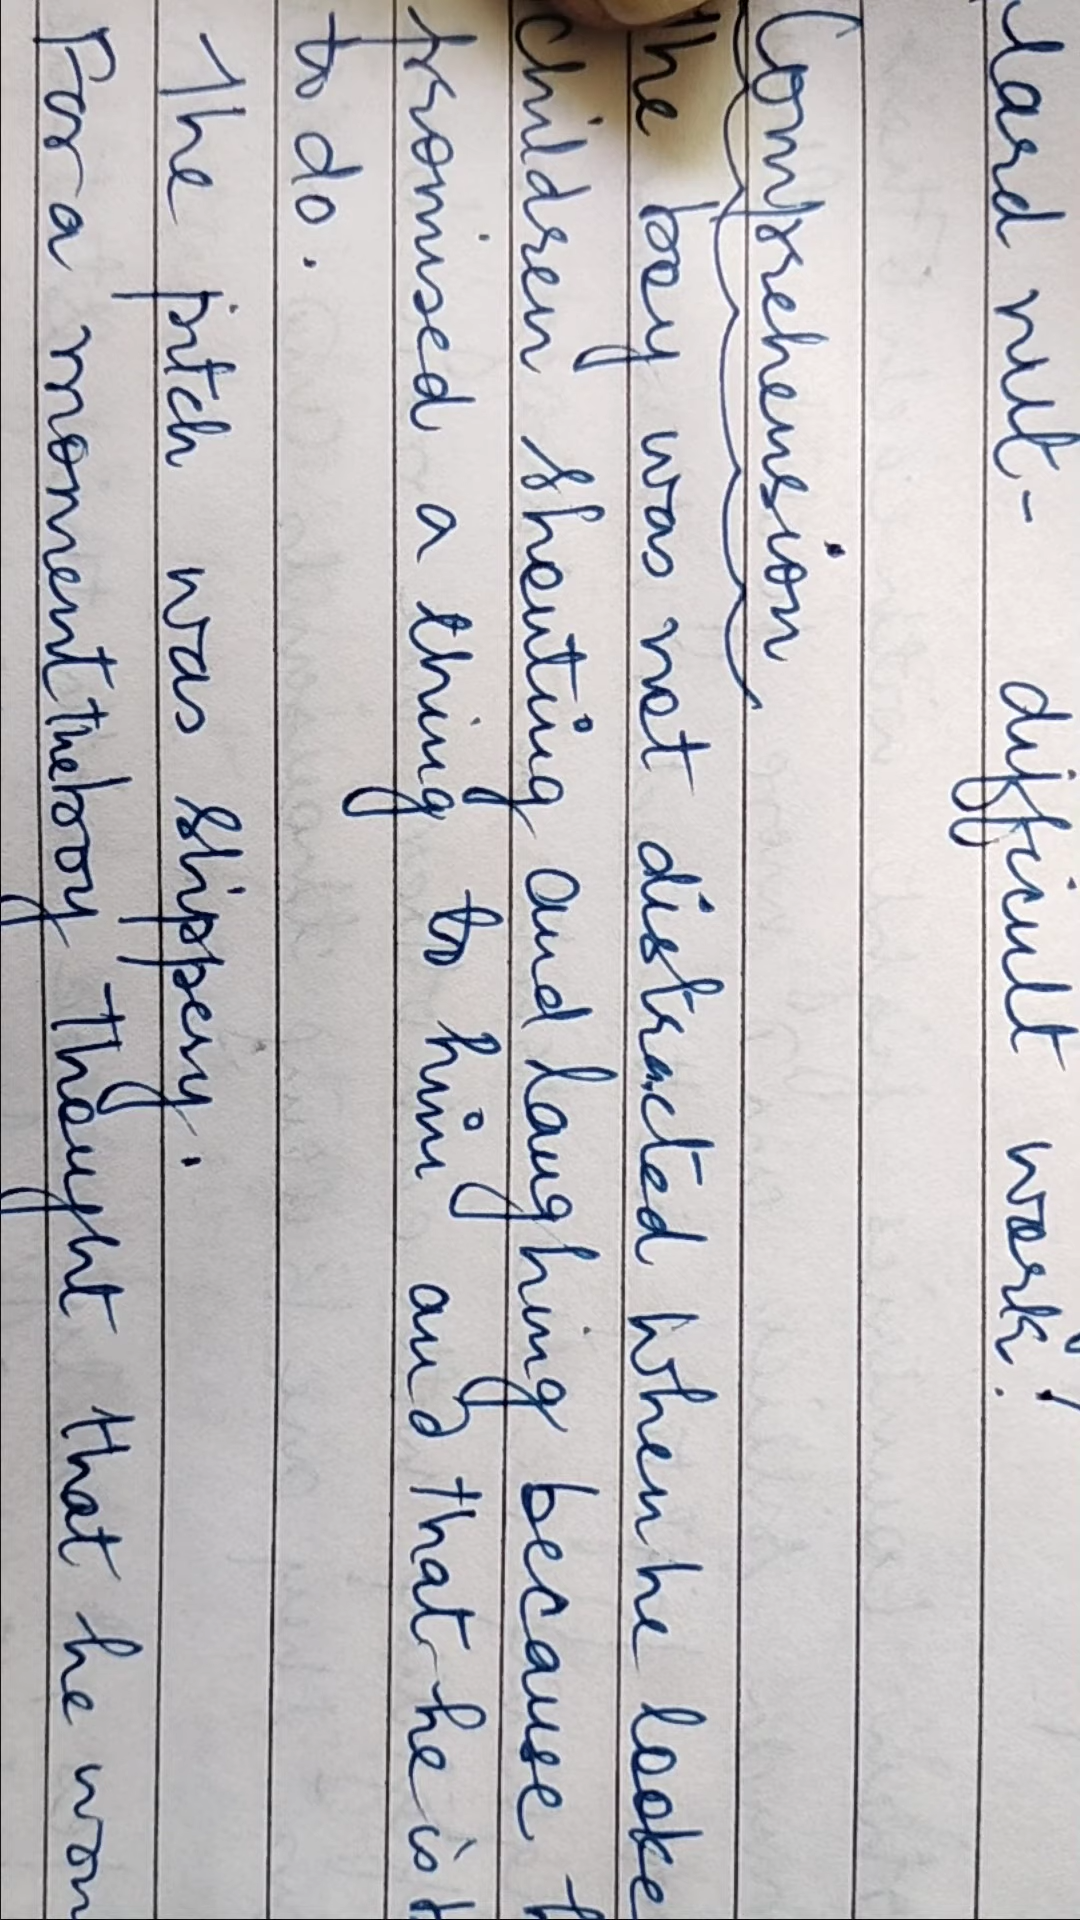 Hard nut - difficult work!
Comprehension
The boy was not distracted when he looke
children shouting and laughing because
promised a thing to him and that he is
to do.
The pitch was slippery.
For a moment the boy thought that he won